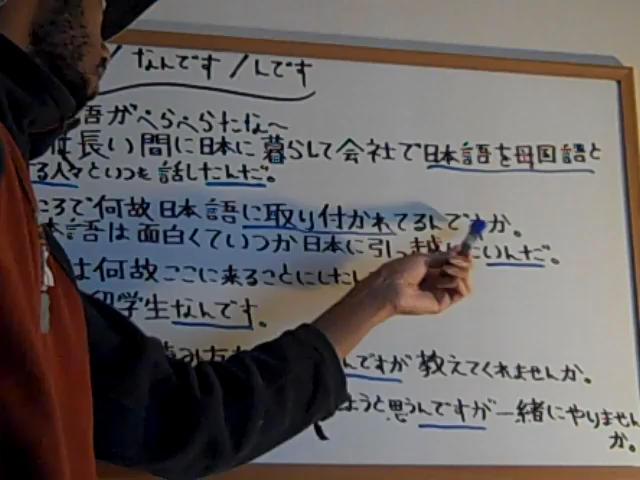 / なんです / んです
語がぺらぺらだな～
長い間に日本に暮らして会社で日本語を母国語と
る人々といつも話したんだ。
ころで何故日本語に取り付かれてるんですか。
本語は面白くていつか日本に引っ越したいんだ。
は何故ここに来ることにした
留学生なんです。
んですが 教えてくれませんか。
ようと思うんですが一緒にやりません
か。